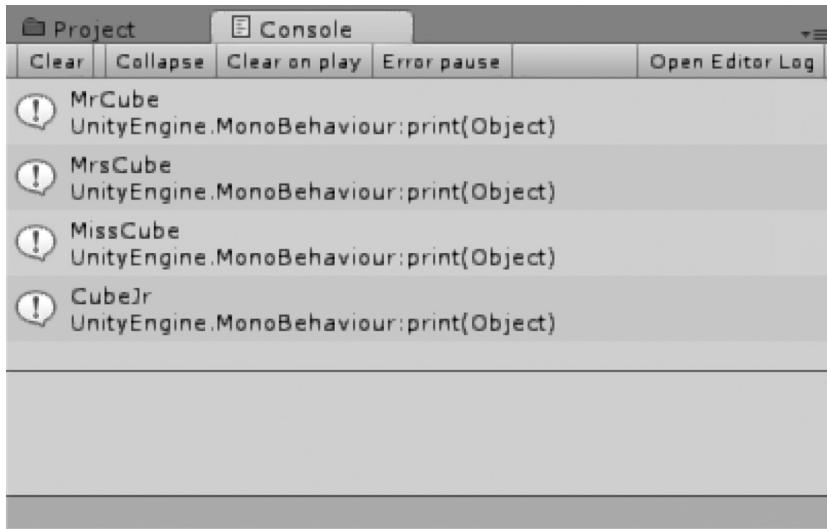 Project
Console
Clear Collapse Clear on play Error pause Open Editor Log
MrCube
UnityEngine.MonoBehaviour:print(Object)
MrsCube
UnityEngine.MonoBehaviour:print(Object)
MissCube
UnityEngine.MonoBehaviour:print(Object)
CubeJr
UnityEngine.MonoBehaviour:print(Object)